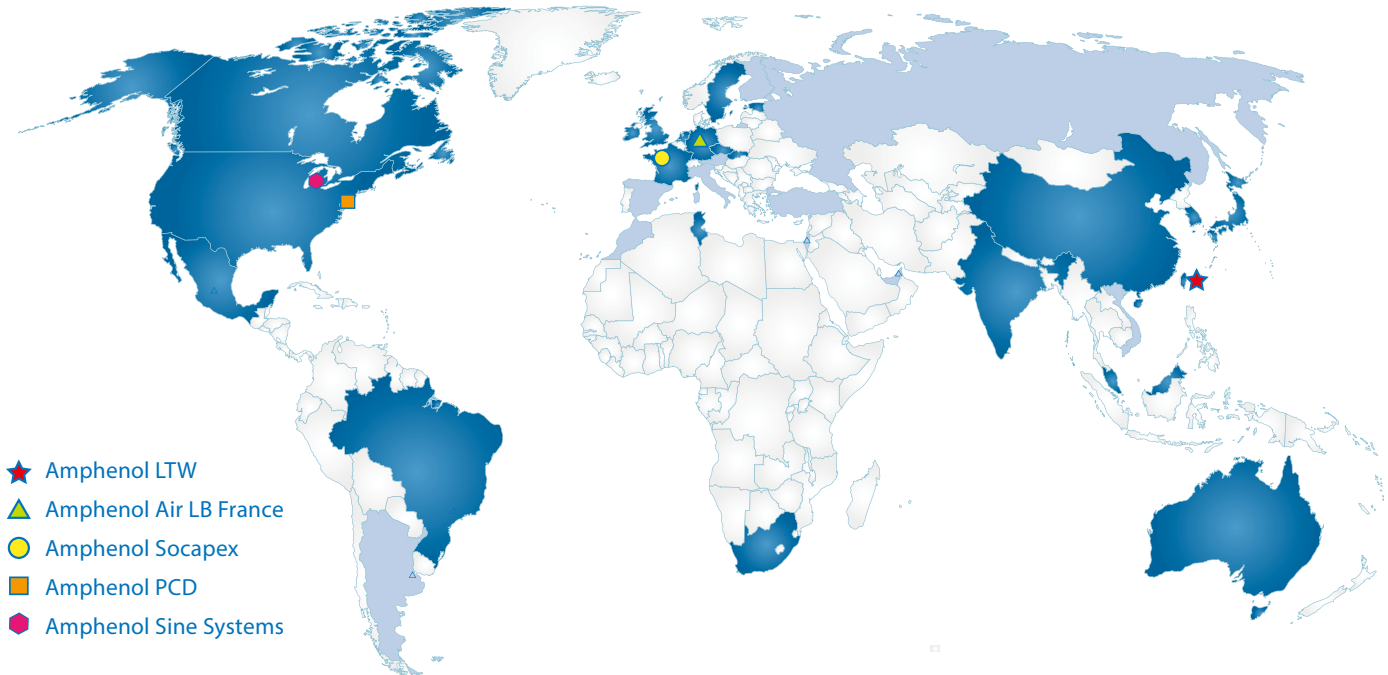 Amphenol LTW
Amphenol Air LB France
Amphenol Socapex
Amphenol PCD
Amphenol Sine Systems